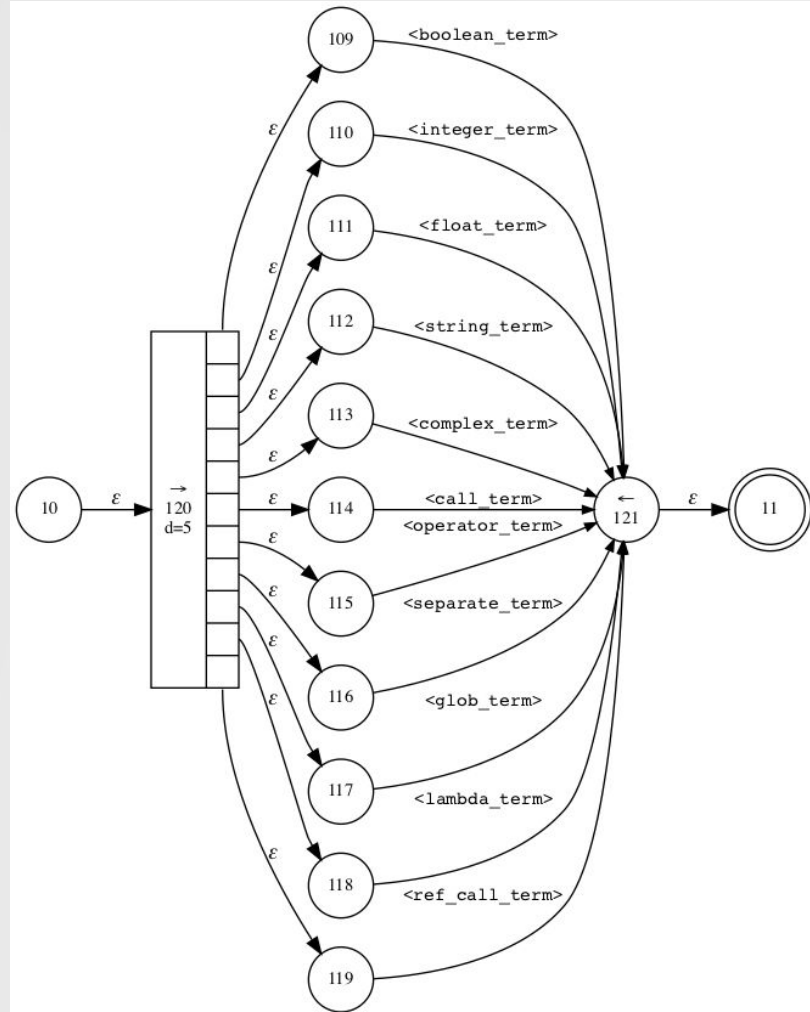 109
<boolean_term>
ε
110
<integer_term>
ε
111
<float_term>
ε
112
<string_term>
ε
113
<complex_term>
ε
10
ε
→
120
d=5
ε
114
<call_term>
←
121
ε
11
<operator_term>
ε
115
<separate_term>
ε
116
<glob_term>
ε
117
<lambda_term>
ε
118
<ref_call_term>
ε
119